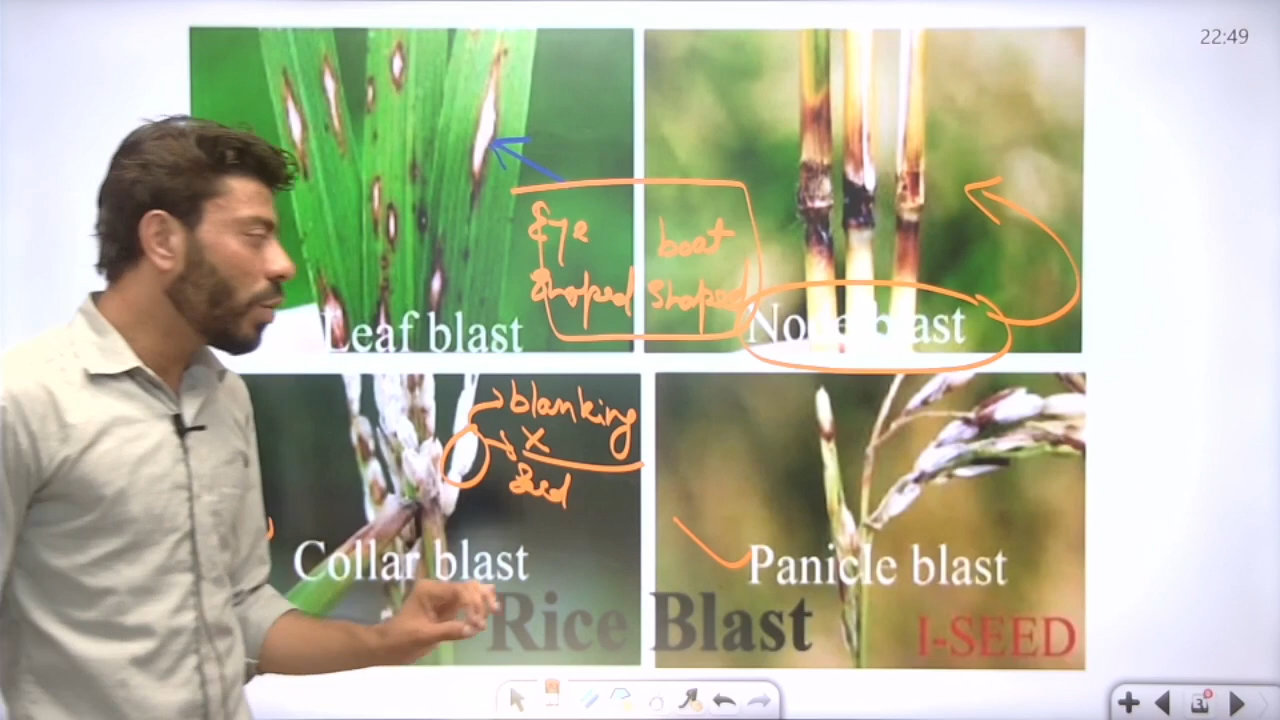 22:49
Eye boat
Shaped Shaped
Leaf blast
Node blast
blanking
X
Seed
Collar blast
Panicle blast
Rice Blast
I-SEED
3